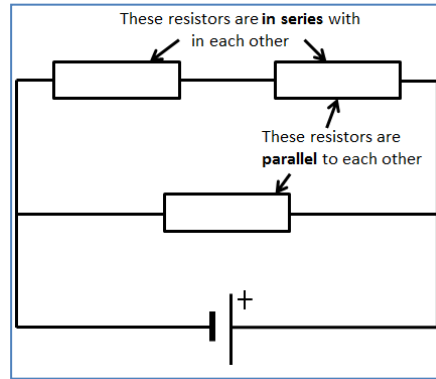 These resistors are in series with
in each other
These resistors are
parallel to each other
+